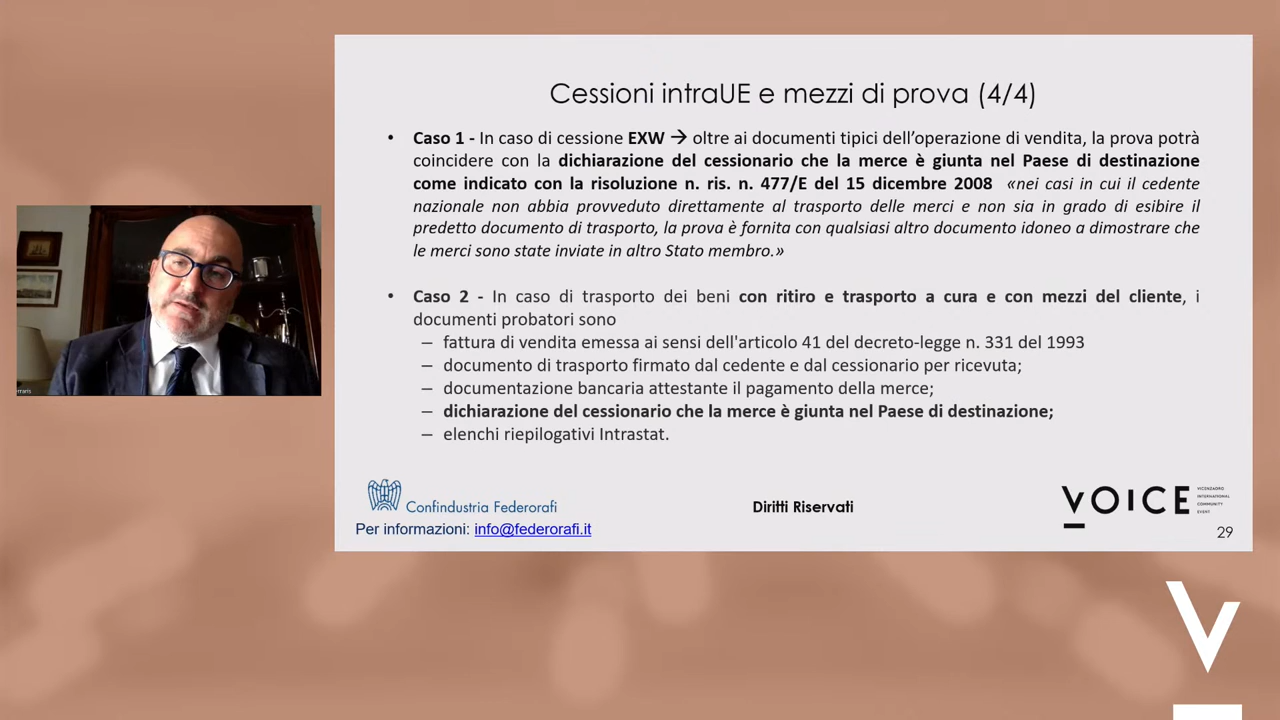 Cessioni intraUE e mezzi di prova (4/4)
• Caso 1 - In caso di cessione EXW → oltre ai documenti tipici dell'operazione di vendita, la prova potrà
coincidere con la dichiarazione del cessionario che la merce è giunta nel Paese di destinazione
come indicato con la risoluzione n. ris. n. 477/E del 15 dicembre 2008 «nei casi in cui il cedente
nazionale non abbia provveduto direttamente al trasporto delle merci e non sia in grado di esibire il
predetto documento di trasporto, la prova è fornita con qualsiasi altro documento idoneo a dimostrare che
le merci sono state inviate in altro Stato membro.»
• Caso 2 - In caso di trasporto dei beni con ritiro e trasporto a cura e con mezzi del cliente, i
documenti probatori sono
– fattura di vendita emessa ai sensi dell'articolo 41 del decreto-legge n. 331 del 1993
– documento di trasporto firmato dal cedente e dal cessionario per ricevuta;
– documentazione bancaria attestante il pagamento della merce;
– dichiarazione del cessionario che la merce è giunta nel Paese di destinazione;
– elenchi riepilogativi Intrastat.
Confindustria Federorafi
Per informazioni: info@federorafi.it
Diritti Riservati
VOICE
VICENZAORO
INTERNATIONAL
COMMUNITY
EVENT
29
V